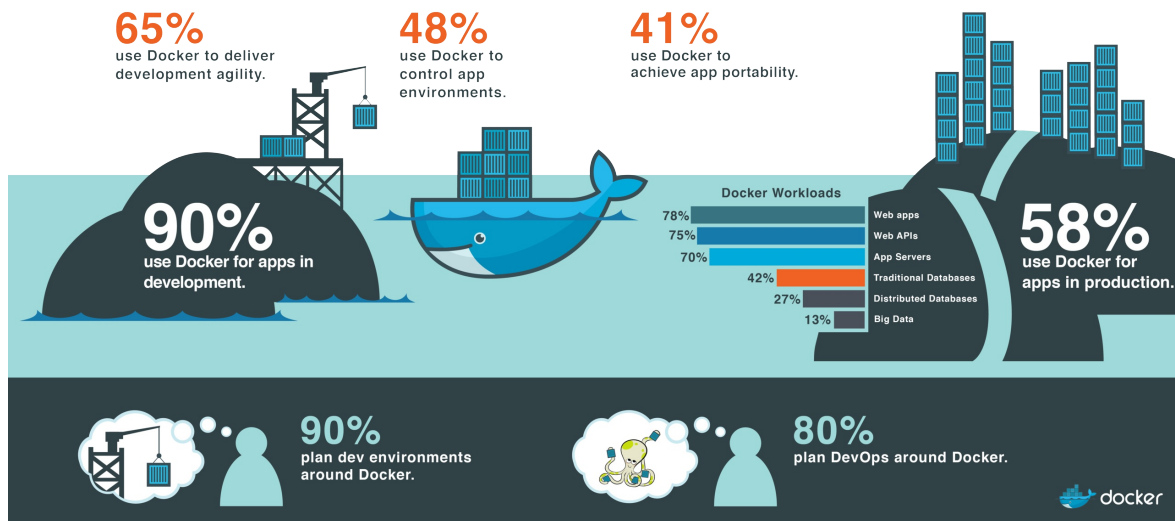 65%
use Docker to deliver
development agility.
48%
use Docker to
control app
environments.
41%
use Docker to
achieve app portability.
90%
use Docker for apps in
development.
Docker Workloads
78% Web apps
75% Web APIs
70% App Servers
42% Traditional Databases
27% Distributed Databases
13% Big Data
58%
use Docker for
apps in production.
90%
plan dev environments
around Docker.
80%
plan DevOps around Docker.
docker